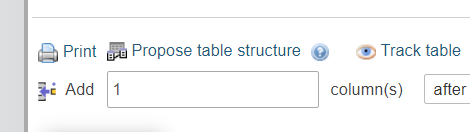 Print Propose table structure Track table
Add 1 column(s) after